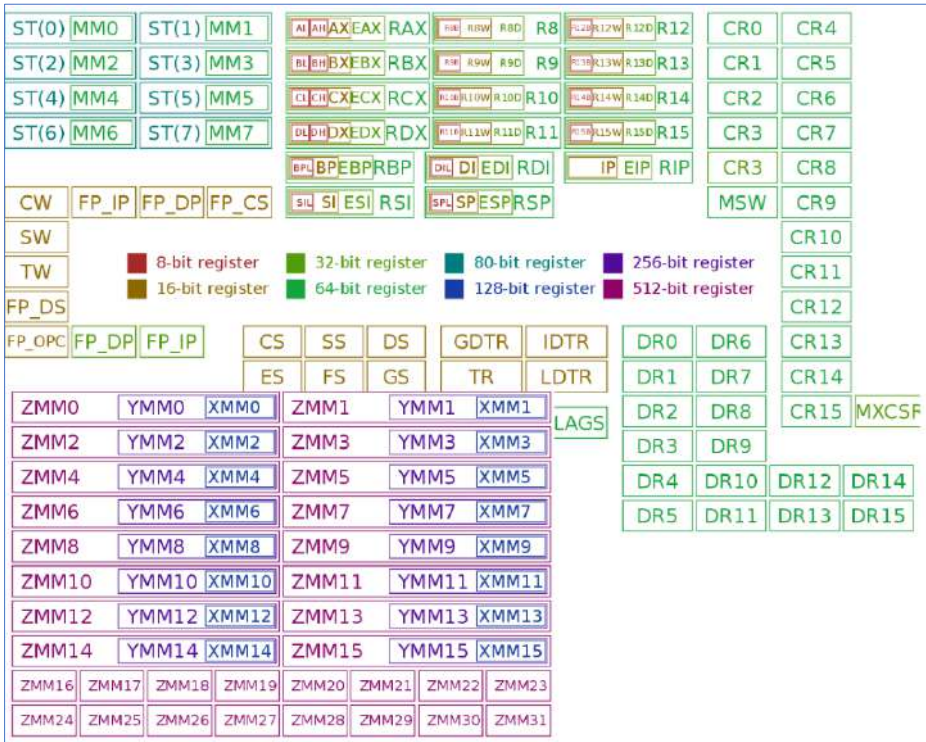 ST(0) MM0 ST(1) MM1 AL AH AX EAX RAX R8B R8W R8D R8 R12B R12W R12D R12 CR0 CR4
ST(2) MM2 ST(3) MM3 BL BH BX EBX RBX R9B R9W R9D R9 R13B R13W R13D R13 CR1 CR5
ST(4) MM4 ST(5) MM5 CL CH CX ECX RCX R10B R10W R10D R10 R14B R14W R14D R14 CR2 CR6
ST(6) MM6 ST(7) MM7 DL DH DX EDX RDX R11B R11W R11D R11 R15B R15W R15D R15 CR3 CR7
BPL BP EBP RBP DIL DI EDI RDI IP EIP RIP CR3 CR8
CW FP_IP FP_DP FP_CS SIL SI ESI RSI SPL SP ESP RSP MSW CR9
SW CR10
8-bit register 32-bit register 80-bit register 256-bit register
TW CR11
16-bit register 64-bit register 128-bit register 512-bit register
FP_DS CR12
FP_OPC FP_DP FP_IP CS SS DS GDTR IDTR DR0 DR6 CR13
ES FS GS TR LDTR DR1 DR7 CR14
ZMM0 YMM0 XMM0 ZMM1 YMM1 XMM1 LAGS DR2 DR8 CR15 MXCSR
ZMM2 YMM2 XMM2 ZMM3 YMM3 XMM3 DR3 DR9
ZMM4 YMM4 XMM4 ZMM5 YMM5 XMM5 DR4 DR10 DR12 DR14
ZMM6 YMM6 XMM6 ZMM7 YMM7 XMM7 DR5 DR11 DR13 DR15
ZMM8 YMM8 XMM8 ZMM9 YMM9 XMM9
ZMM10 YMM10 XMM10 ZMM11 YMM11 XMM11
ZMM12 YMM12 XMM12 ZMM13 YMM13 XMM13
ZMM14 YMM14 XMM14 ZMM15 YMM15 XMM15
ZMM16 ZMM17 ZMM18 ZMM19 ZMM20 ZMM21 ZMM22 ZMM23
ZMM24 ZMM25 ZMM26 ZMM27 ZMM28 ZMM29 ZMM30 ZMM31